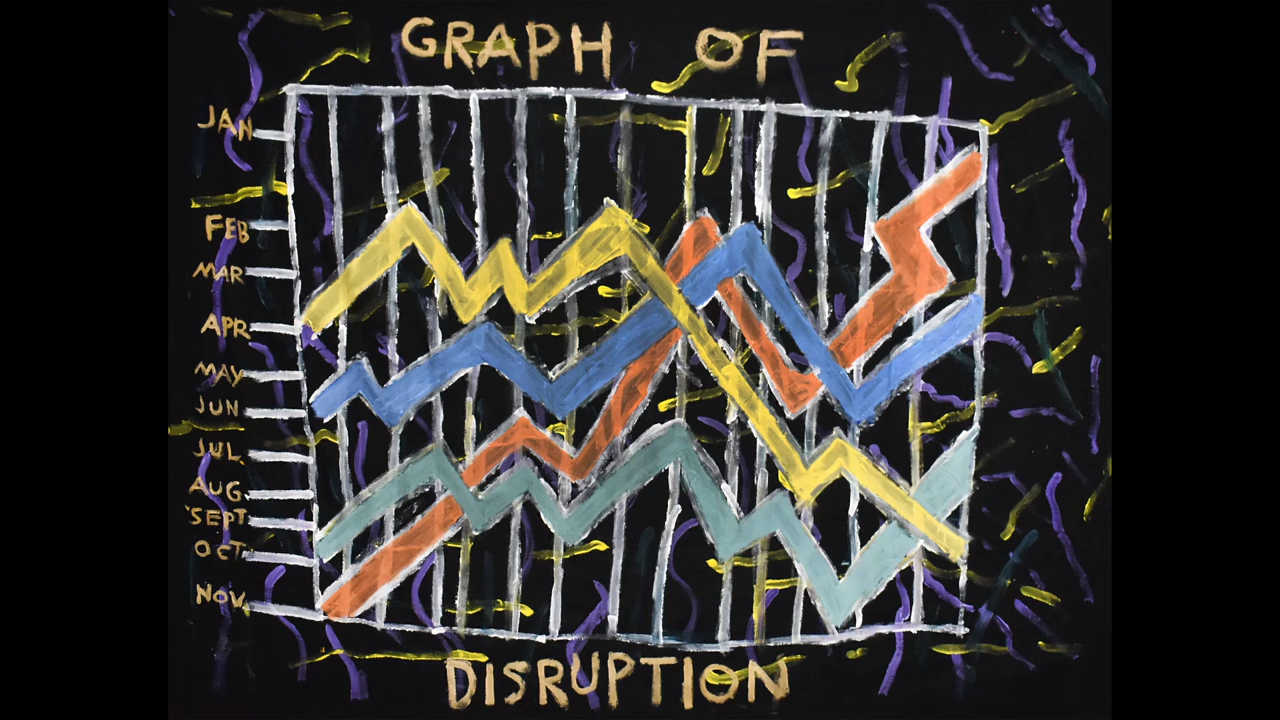 GRAPH OF
JAN
FEB
MAR
APR
MAY
JUN
JUL.
AUG.
SEPT
OCT
NOV.
DISRUPTION